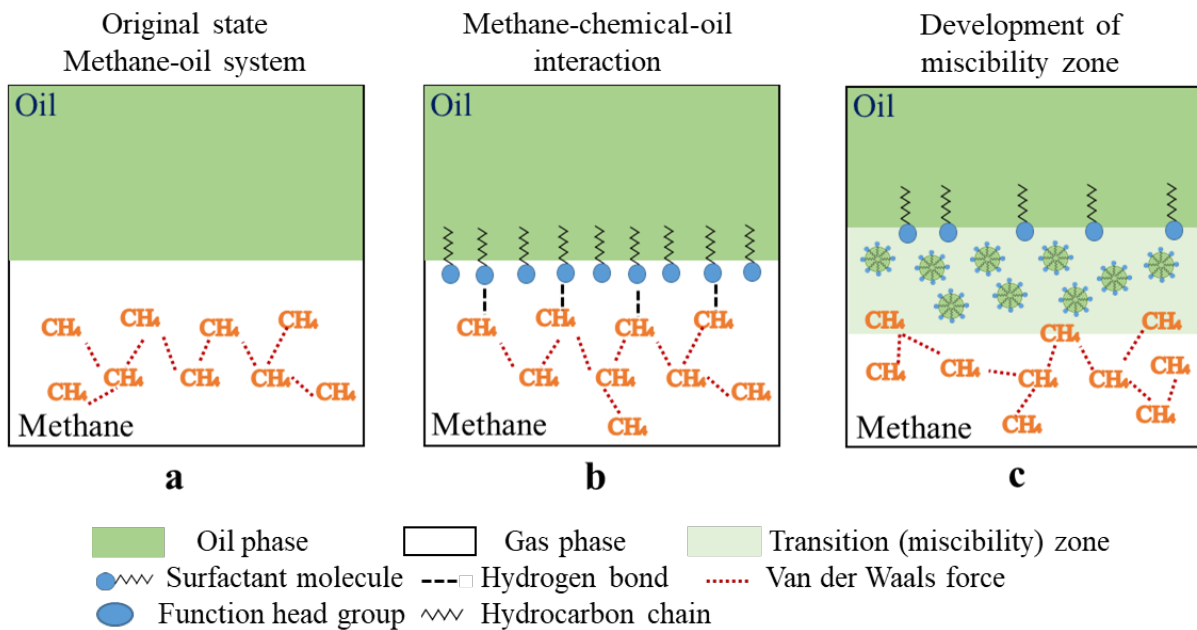 Original state
Methane-oil system
Methane-chemical-oil
interaction
Development of
miscibility zone
Oil
CH₄ CH₄ CH₄ CH₄
CH₄ CH₄ CH₄ CH₄ CH₄
Methane
a
Oil
CH₄ CH₄ CH₄ CH₄
CH₄ CH₄ CH₄ CH₄
CH₄
Methane
b
Oil
CH₄ CH₄ CH₄
CH₄ CH₄ CH₄ CH₄ CH₄
CH₄ CH₄
Methane
c
Oil phase
Gas phase
Transition (miscibility) zone
Surfactant molecule
Hydrogen bond
Van der Waals force
Function head group
Hydrocarbon chain